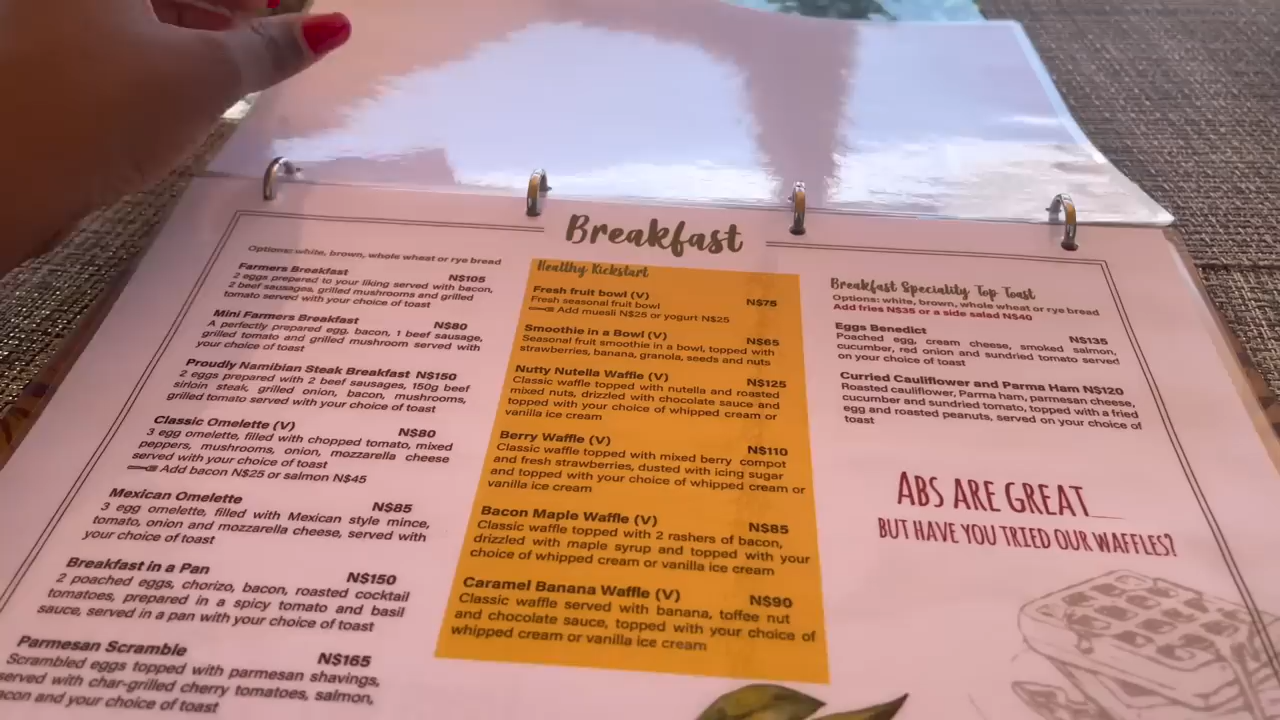 Breakfast
Options: white, brown, whole wheat or rye bread
Farmers Breakfast N$105
2 eggs prepared to your liking served with bacon,
2 beef sausages, grilled mushrooms and grilled
tomato served with your choice of toast
Mini Farmers Breakfast N$80
A perfectly prepared egg, bacon, 1 beef sausage,
grilled tomato and grilled mushroom served with
your choice of toast
Proudly Namibian Steak Breakfast N$150
2 eggs prepared with 2 beef sausages, 150g beef
sirloin steak, grilled onion, bacon, mushrooms,
grilled tomato served with your choice of toast
Classic Omelette (V) N$80
3 egg omelette, filled with chopped tomato, mixed
peppers, mushrooms, onion, mozzarella cheese
served with your choice of toast
Add bacon N$25 or salmon N$45
Mexican Omelette N$85
3 egg omelette, filled with Mexican style mince,
tomato, onion and mozzarella cheese, served with
your choice of toast
Breakfast in a Pan N$150
2 poached eggs, chorizo, bacon, roasted cocktail
tomatoes, prepared in a spicy tomato and basil
sauce, served in a pan with your choice of toast
Parmesan Scramble N$165
Scrambled eggs topped with parmesan shavings,
served with char-grilled cherry tomatoes, salmon,
acon and your choice of toast
Healthy Kickstart
Fresh fruit bowl (V) N$75
Fresh seasonal fruit bowl
Add muesli N$25 or yogurt N$25
Smoothie in a Bowl (V) N$65
Seasonal fruit smoothie in a bowl, topped with
strawberries, banana, granola, seeds and nuts
Nutty Nutella Waffle (V) N$125
Classic waffle topped with nutella and roasted
mixed nuts, drizzled with chocolate sauce and
topped with your choice of whipped cream or
vanilla ice cream
Berry Waffle (V) N$110
Classic waffle topped with mixed berry compot
and fresh strawberries, dusted with icing sugar
and topped with your choice of whipped cream or
vanilla ice cream
Bacon Maple Waffle (V) N$85
Classic waffle topped with 2 rashers of bacon,
drizzled with maple syrup and topped with your
choice of whipped cream or vanilla ice cream
Caramel Banana Waffle (V) N$90
Classic waffle served with banana, toffee nut
and chocolate sauce, topped with your choice of
whipped cream or vanilla ice cream
Breakfast Speciality Top Toast
Options: white, brown, whole wheat or rye bread
Add fries N$35 or a side salad N$40
Eggs Benedict N$135
Poached egg, cream cheese, smoked salmon,
cucumber, red onion and sundried tomato served
on your choice of toast
Curried Cauliflower and Parma Ham N$120
Roasted cauliflower, Parma ham, parmesan cheese,
cucumber and sundried tomato, topped with a fried
egg and roasted peanuts, served on your choice of
toast
ABS ARE GREAT__
BUT HAVE YOU TRIED OUR WAFFLES?